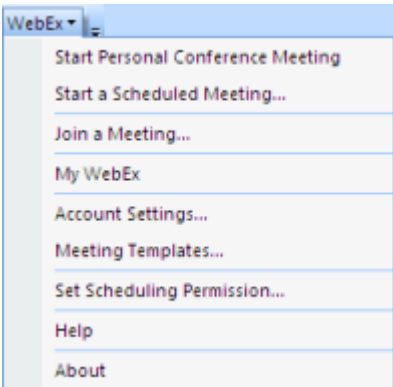 WebEx
Start Personal Conference Meeting
Start a Scheduled Meeting...
Join a Meeting...
My WebEx
Account Settings...
Meeting Templates...
Set Scheduling Permission...
Help
About